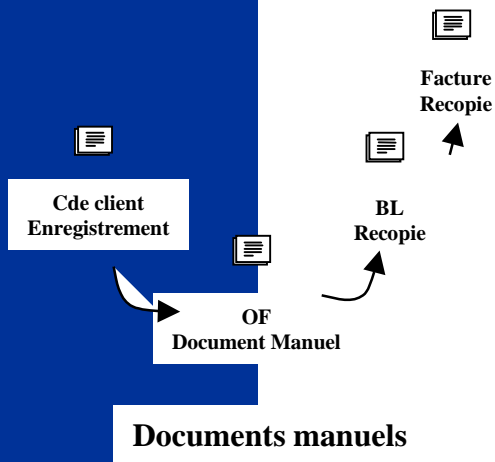 Facture
Recopie
Cde client
Enregistrement
BL
Recopie
OF
Document Manuel
Documents manuels